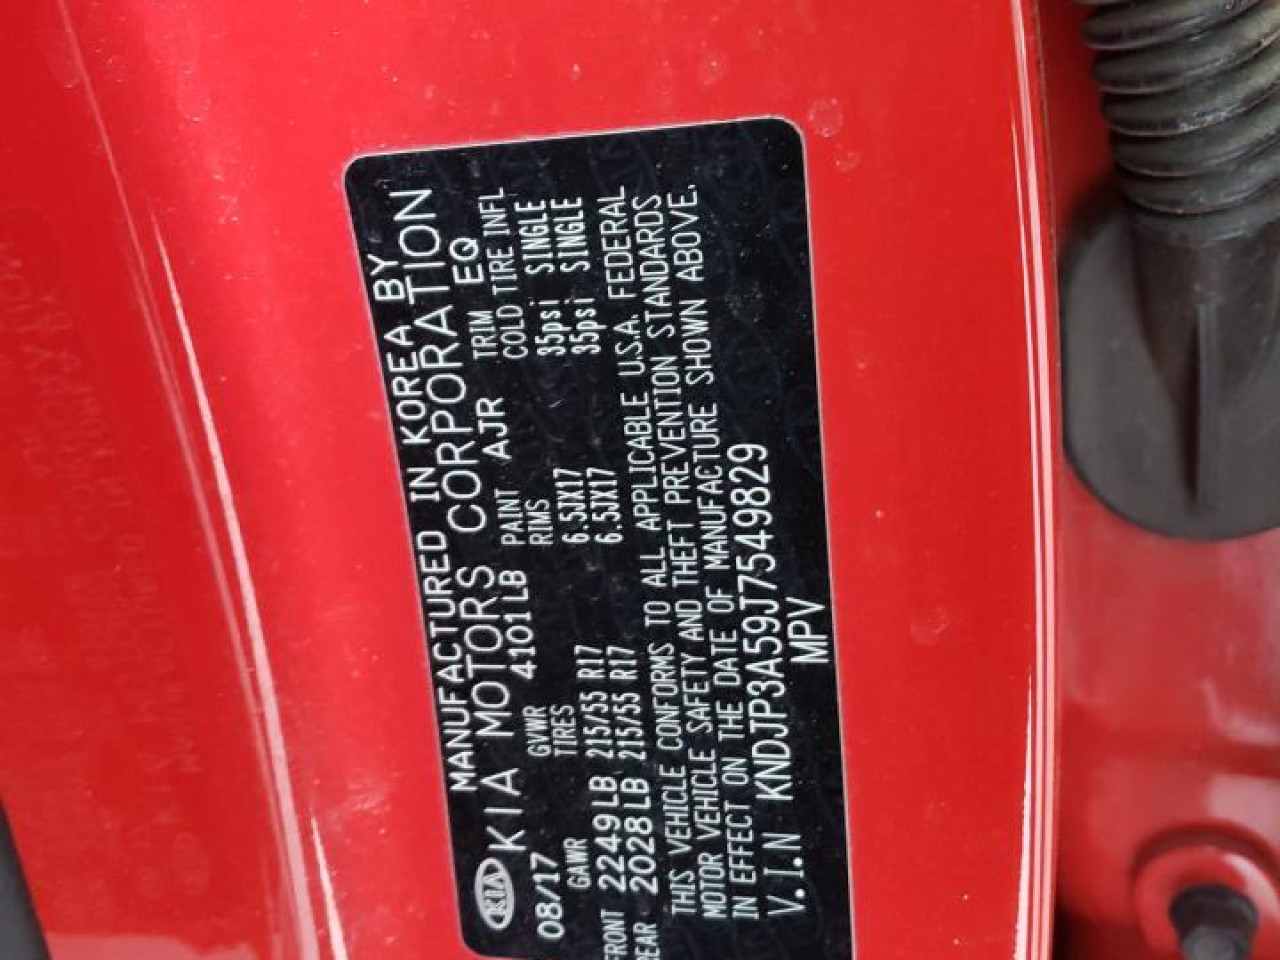 MANUFACTURED IN KOREA BY
KIA KIA MOTORS CORPORATION
08/17 GVWR 4101LB PAINT AJR TRIM EQ
GAWR TIRES RIMS COLD TIRE INFL
FRONT 2249LB 215/55 R17 6.5JX17 35psi SINGLE
REAR 2028LB 215/55 R17 6.5JX17 35psi SINGLE
THIS VEHICLE CONFORMS TO ALL APPLICABLE U.S.A. FEDERAL
MOTOR VEHICLE SAFETY AND THEFT PREVENTION STANDARDS
IN EFFECT ON THE DATE OF MANUFACTURE SHOWN ABOVE.
V.I.N KNDJP3A59J7549829
MPV